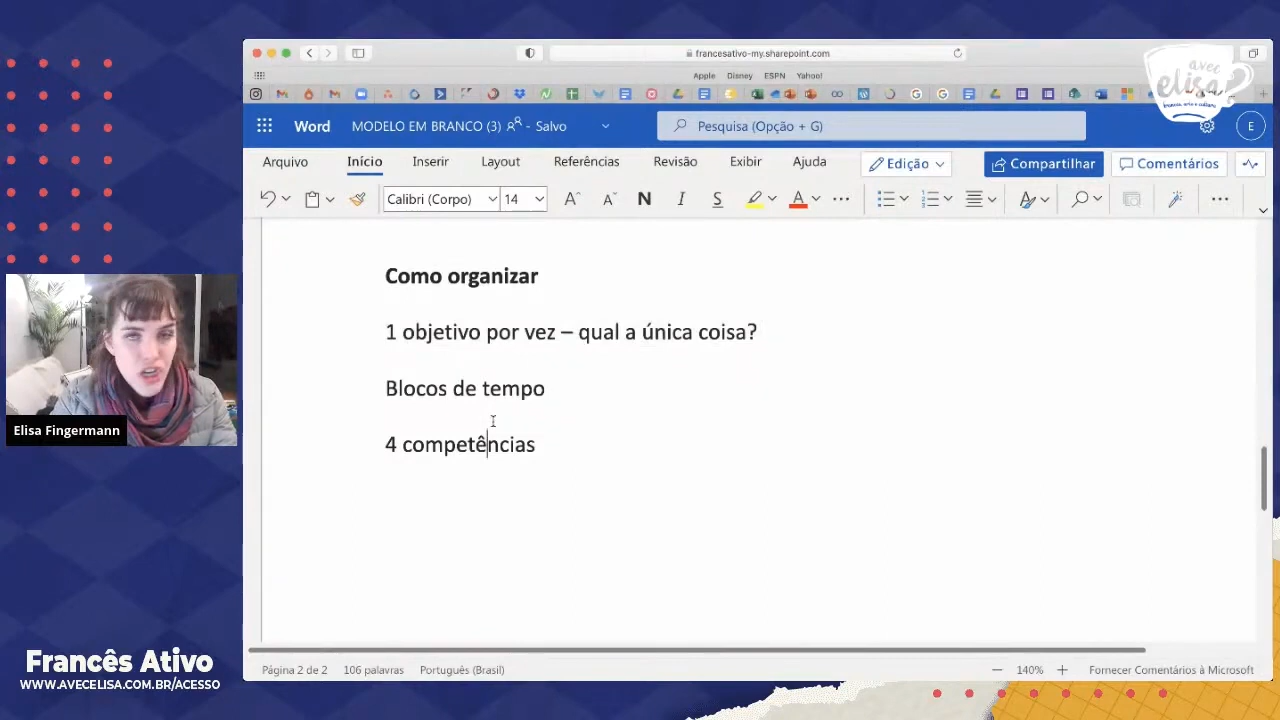 francesativo-my.sharepoint.com
Apple Disney ESPN Yahoo!
Word MODELO EM BRANCO (3) - Salvo
Pesquisa (Opção + G)
E
avec
elisa
Arquivo Início Inserir Layout Referências Revisão Exibir Ajuda
Edição Compartilhar Comentários
Calibri (Corpo) 14 N I S
Como organizar
1 objetivo por vez – qual a única coisa?
Blocos de tempo
4 competências
Elisa Fingermann
Francês Ativo
WWW.AVECELISA.COM.BR/ACESSO
Página 2 de 2 106 palavras Português (Brasil) 140% Fornecer Comentários à Microsoft